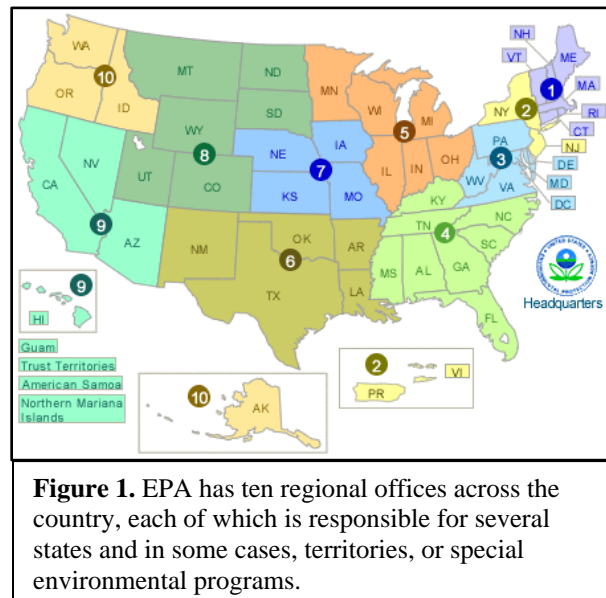 NH
ME
VT
WA
MT
ND
MN
MA
1
10
OR
ID
WI
MI
NY
2
RI
SD
5
CT
WY
PA
NJ
8
IA
3
NE
7
DE
NV
IL
IN
OH
WV
MD
UT
CO
VA
CA
KS
MO
DC
KY
9
NC
TN
4
AZ
OK
AR
NM
6
SC
MS
AL
GA
TX
LA
Headquarters
FL
9
HI
2
VI
Guam
PR
Trust Territories
American Samoa
10
AK
Northern Mariana
Islands
Figure 1. EPA has ten regional offices across the
country, each of which is responsible for several
states and in some cases, territories, or special
environmental programs.